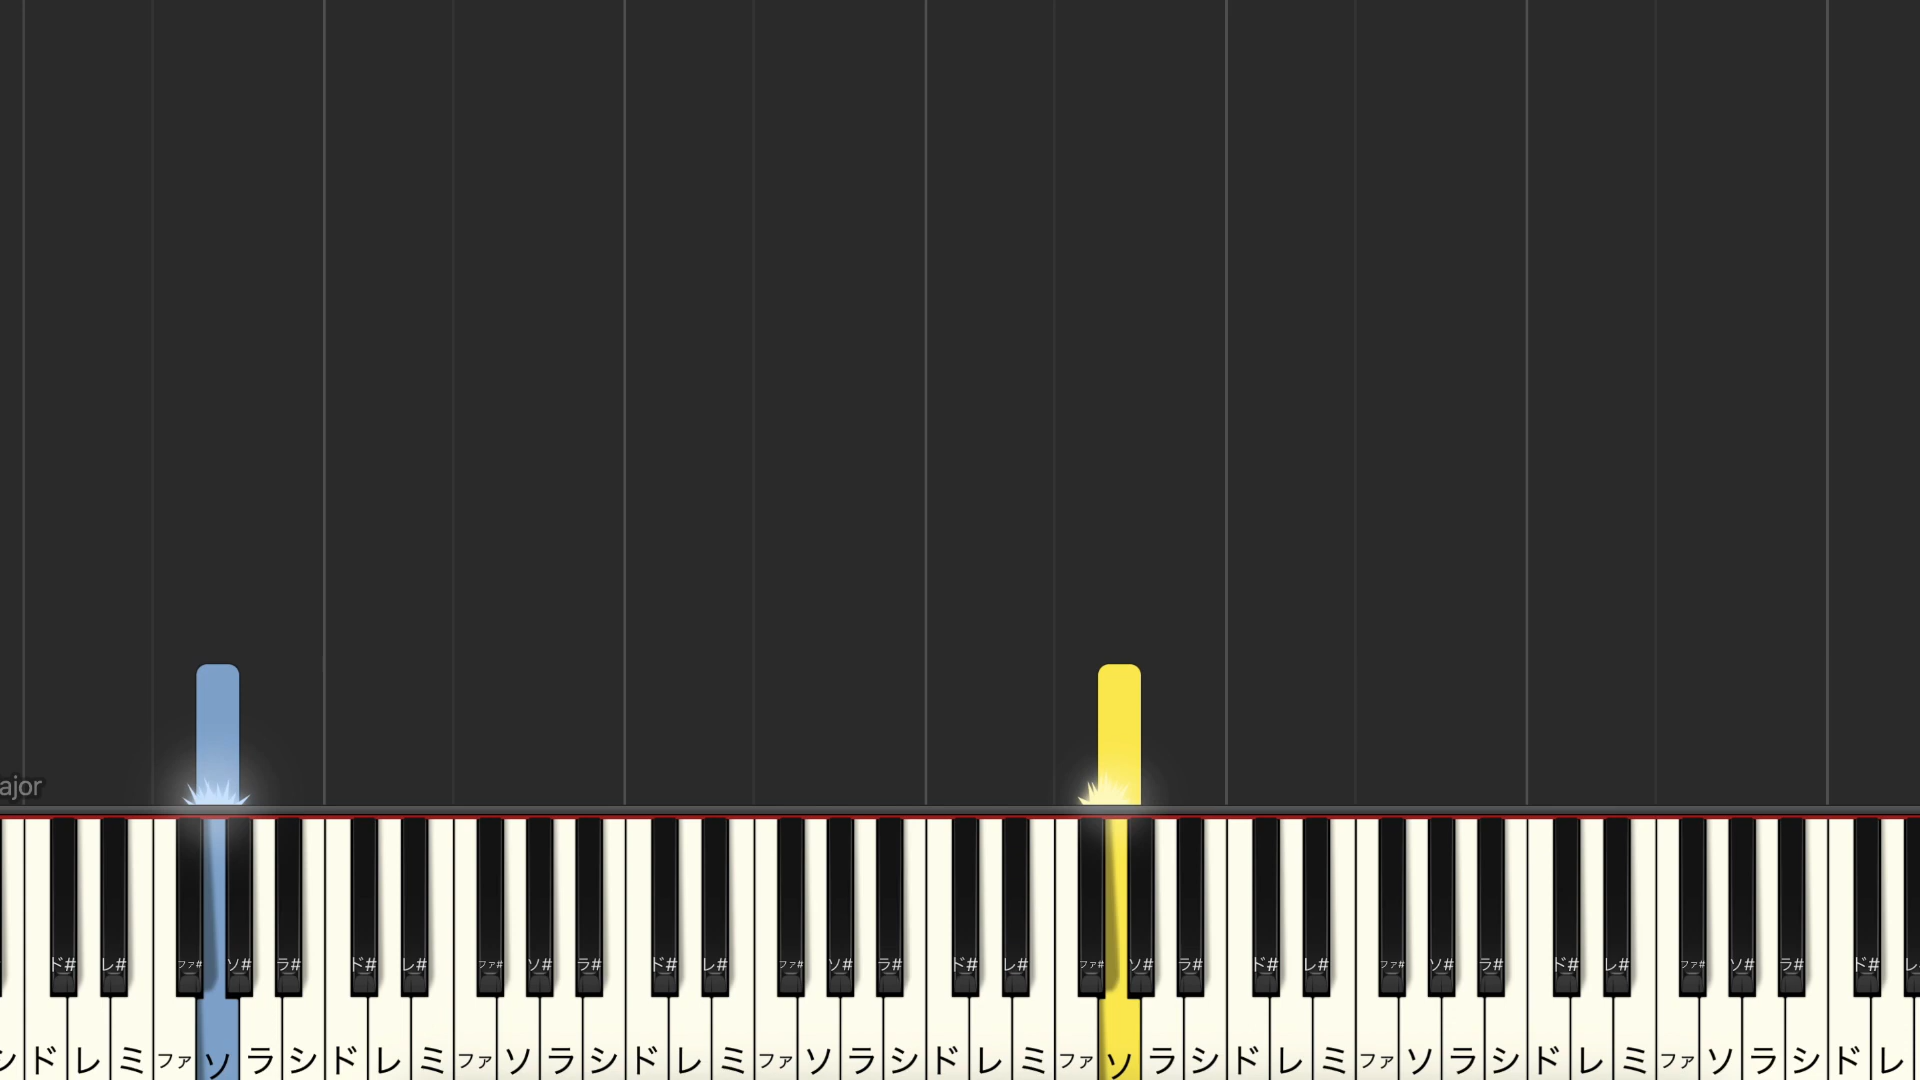 ajor
ド# レ# ファ# ソ# ラ# ド# レ# ファ# ソ# ラ# ド# レ# ファ# ソ# ラ# ド# レ# ファ# ソ# ラ# ド# レ# ファ# ソ# ラ# ド# レ# ファ# ソ# ラ# ド# レ
シ ド レ ミ ファ ソ ラ シ ド レ ミ ファ ソ ラ シ ド レ ミ ファ ソ ラ シ ド レ ミ ファ ソ ラ シ ド レ ミ ファ ソ ラ シ ド レ ミ ファ ソ ラ シ ド レ